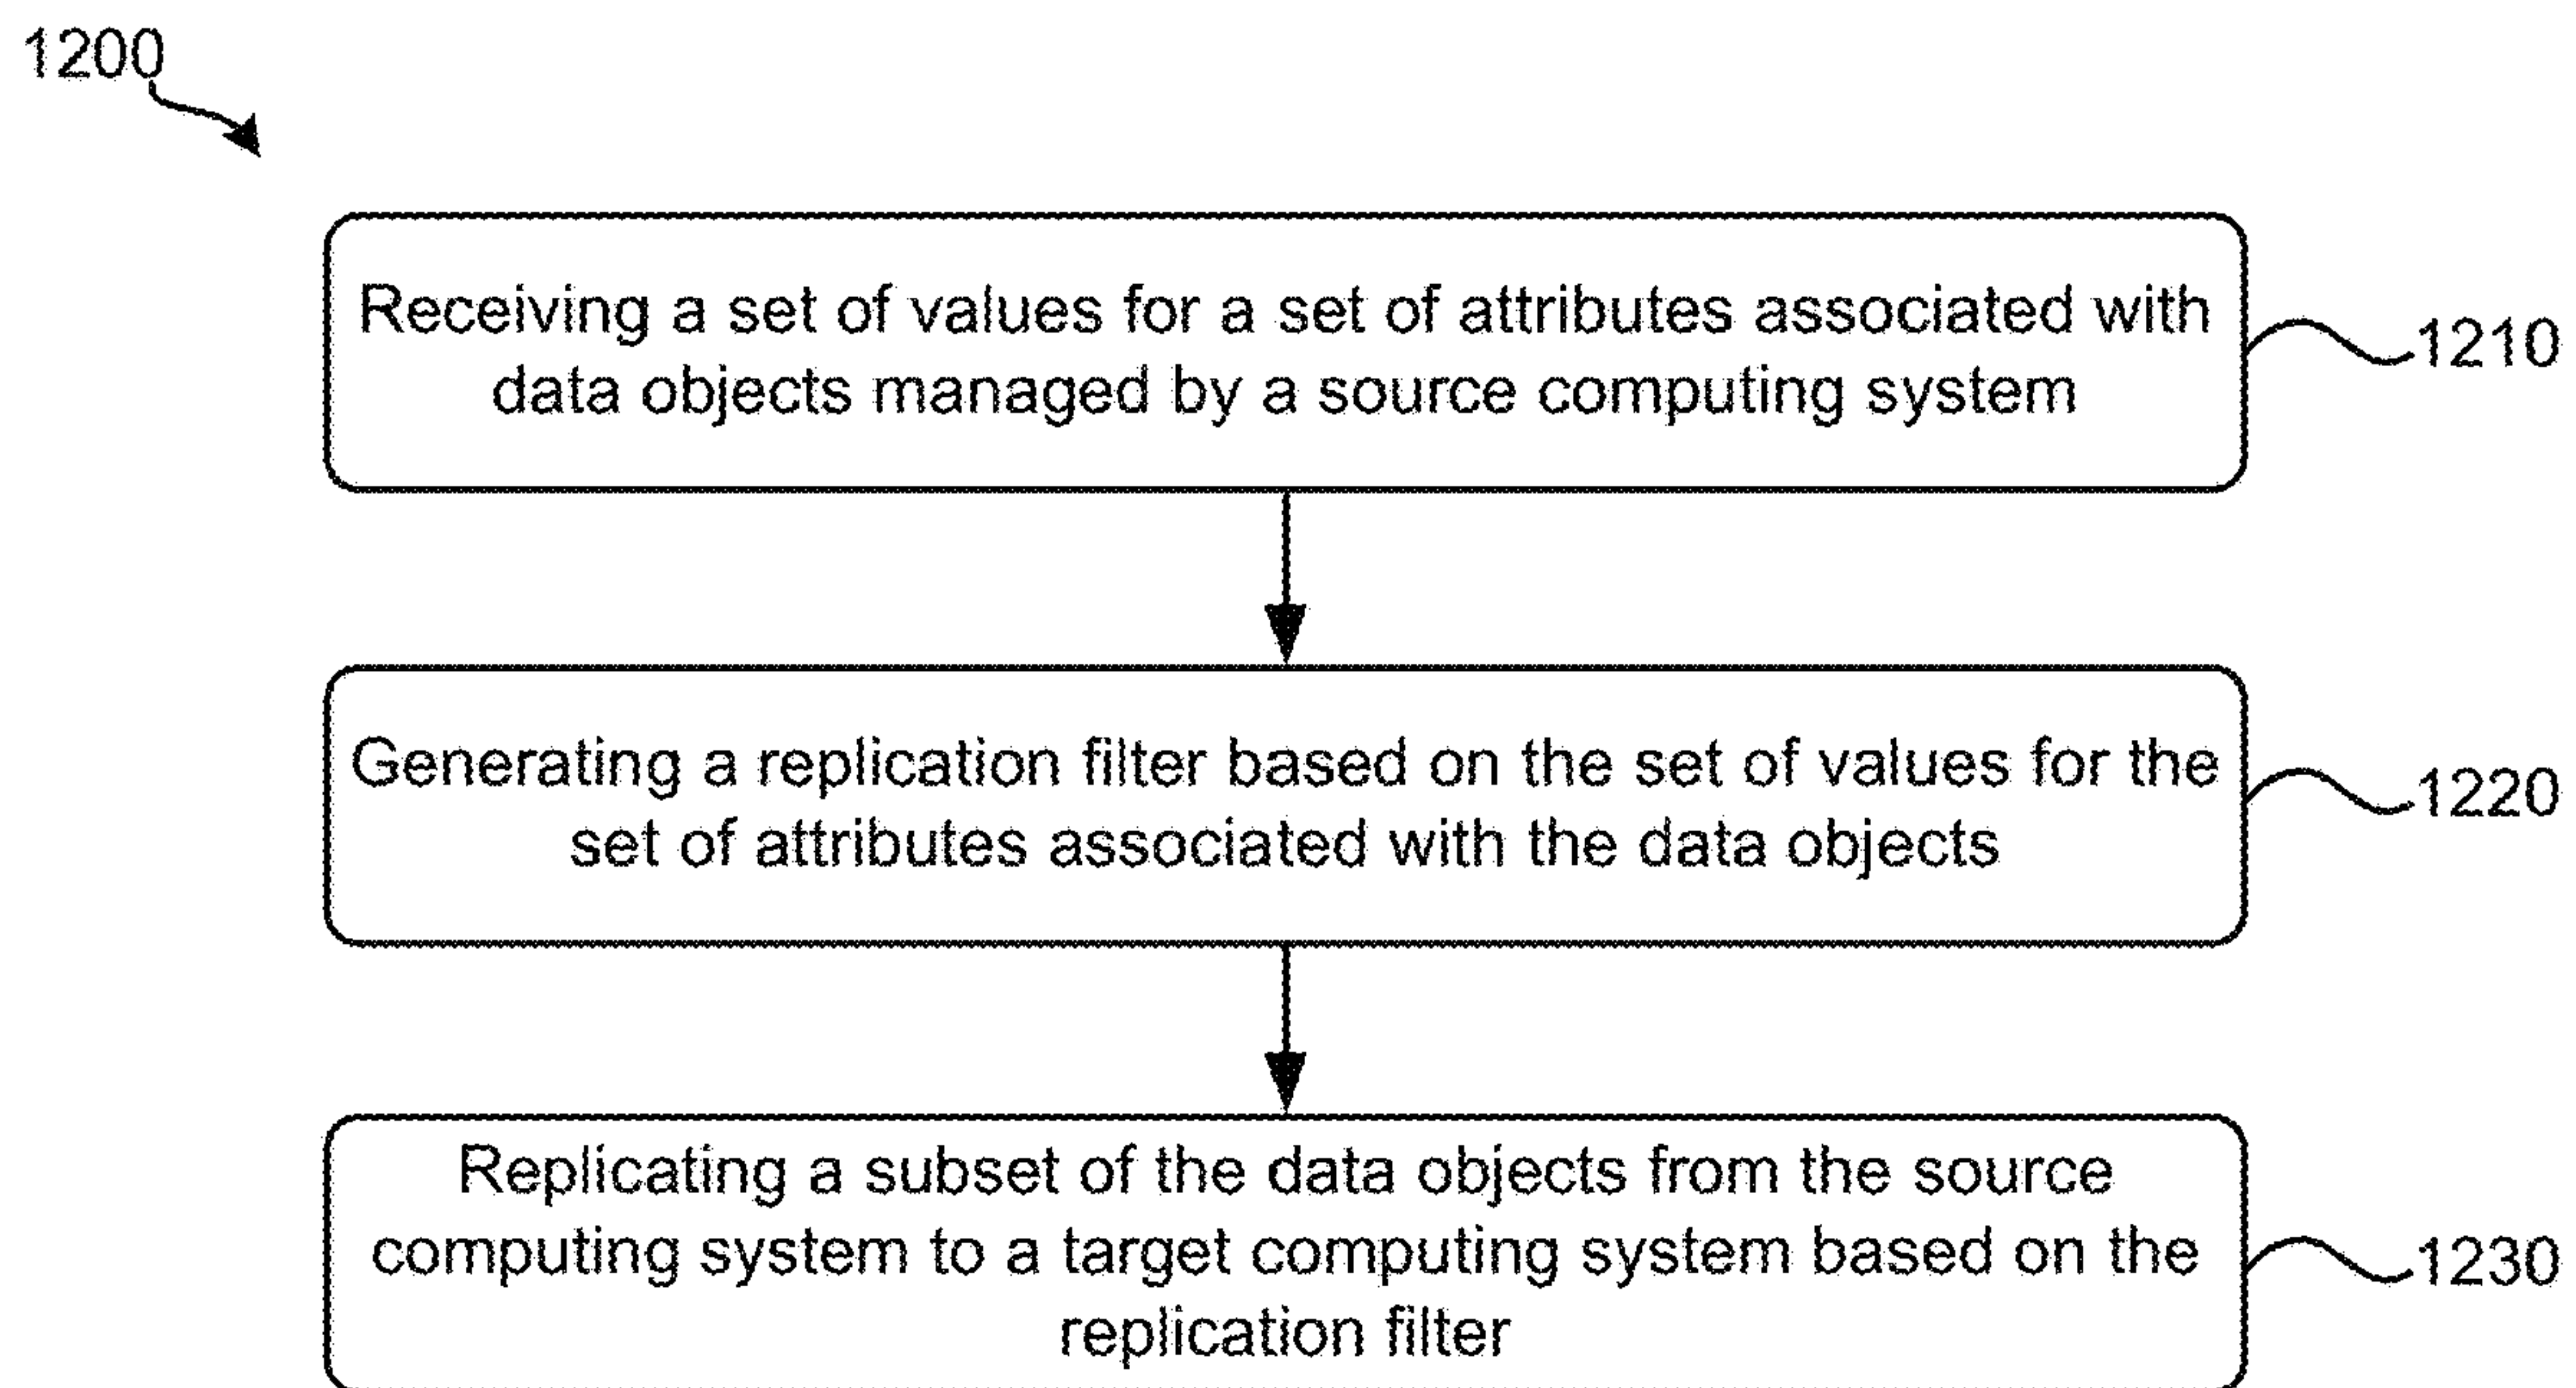 1200
Receiving a set of values for a set of attributes associated with
data objects managed by a source computing system
1210
Generating a replication filter based on the set of values for the
set of attributes associated with the data objects
1220
Replicating a subset of the data objects from the source
computing system to a target computing system based on the
replication filter
1230